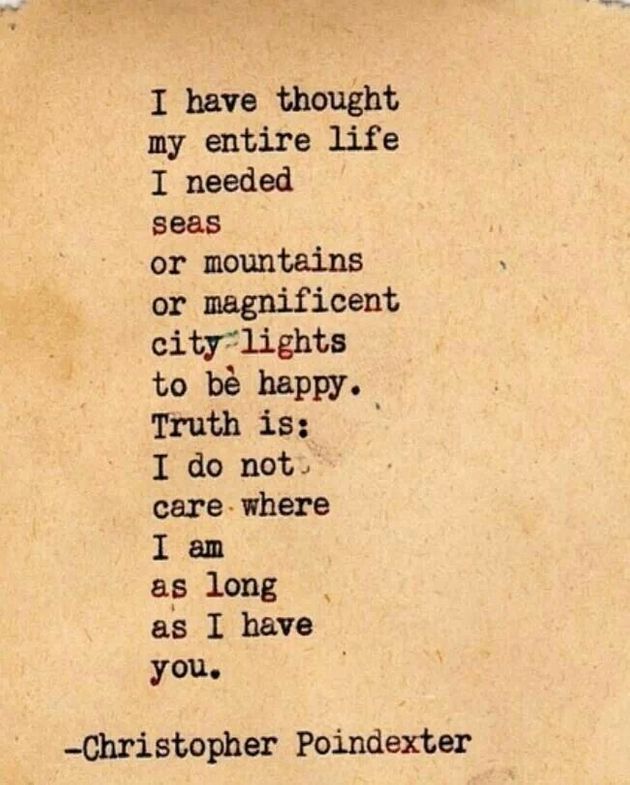 I have thought
my entire life
I needed
seas
or mountains
or magnificent
city lights
to be happy.
Truth is:
I do not
care where
I am
as long
as I have
you.
-Christopher Poindexter